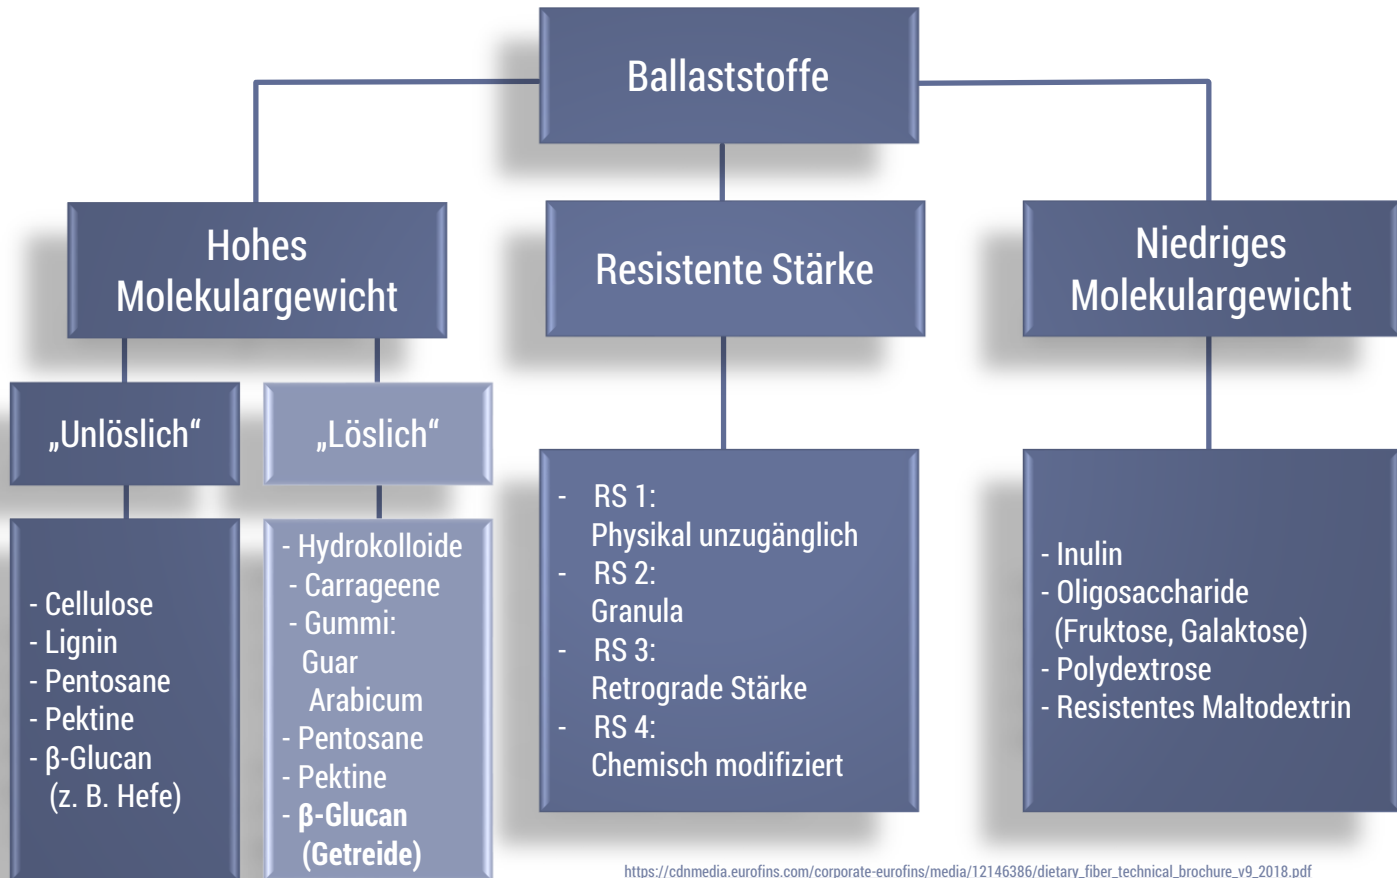 Ballaststoffe
Hohes
Molekulargewicht
„Unlöslich“
- Cellulose
- Lignin
- Pentosane
- Pektine
- β-Glucan
(z. B. Hefe)
„Löslich“
- Hydrokolloide
- Carrageene
- Gummi:
Guar
Arabicum
- Pentosane
- Pektine
- β-Glucan
(Getreide)
Resistente Stärke
- RS 1:
Physikal unzugänglich
- RS 2:
Granula
- RS 3:
Retrograde Stärke
- RS 4:
Chemisch modifiziert
Niedriges
Molekulargewicht
- Inulin
- Oligosaccharide
(Fruktose, Galaktose)
- Polydextrose
- Resistentes Maltodextrin
https://cdnmedia.eurofins.com/corporate-eurofins/media/12146386/dietary_fiber_technical_brochure_v9_2018.pdf